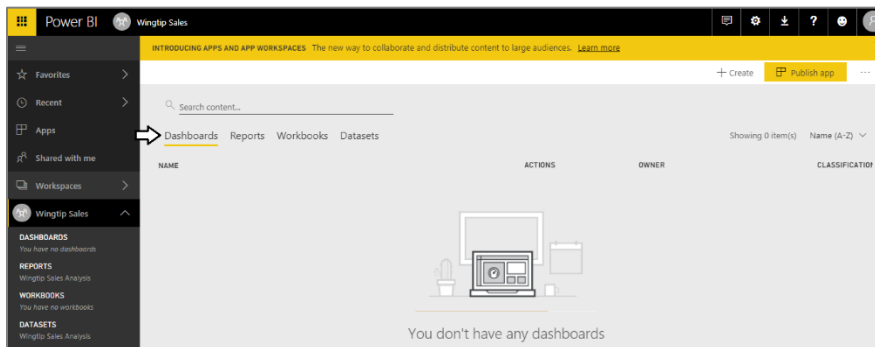 Power BI Wingtip Sales ?
INTRODUCING APPS AND APP WORKSPACES The new way to collaborate and distribute content to large audiences. Learn more
Favorites
Recent
Apps
Shared with me
Workspaces
Wingtip Sales
DASHBOARDS
You have no dashboards
REPORTS
Wingtip Sales Analysis
WORKBOOKS
You have no workbooks
DATASETS
Wingtip Sales Analysis
+ Create Publish app ...
Search content...
Dashboards Reports Workbooks Datasets Showing 0 item(s) Name (A-Z)
NAME ACTIONS OWNER CLASSIFICATION
You don't have any dashboards